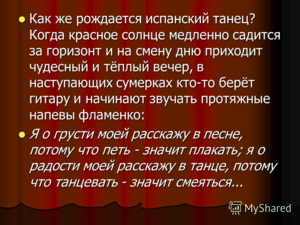 Как же рождается испанский танец?
Когда красное солнце медленно садится
за горизонт и на смену дню приходит
чудесный и тёплый вечер, в
наступающих сумерках кто-то берёт
гитару и начинают звучать протяжные
напевы фламенко:
Я о грусти моей расскажу в песне,
потому что петь - значит плакать; я о
радости моей расскажу в танце, потому
что танцевать - значит смеяться...
MyShared